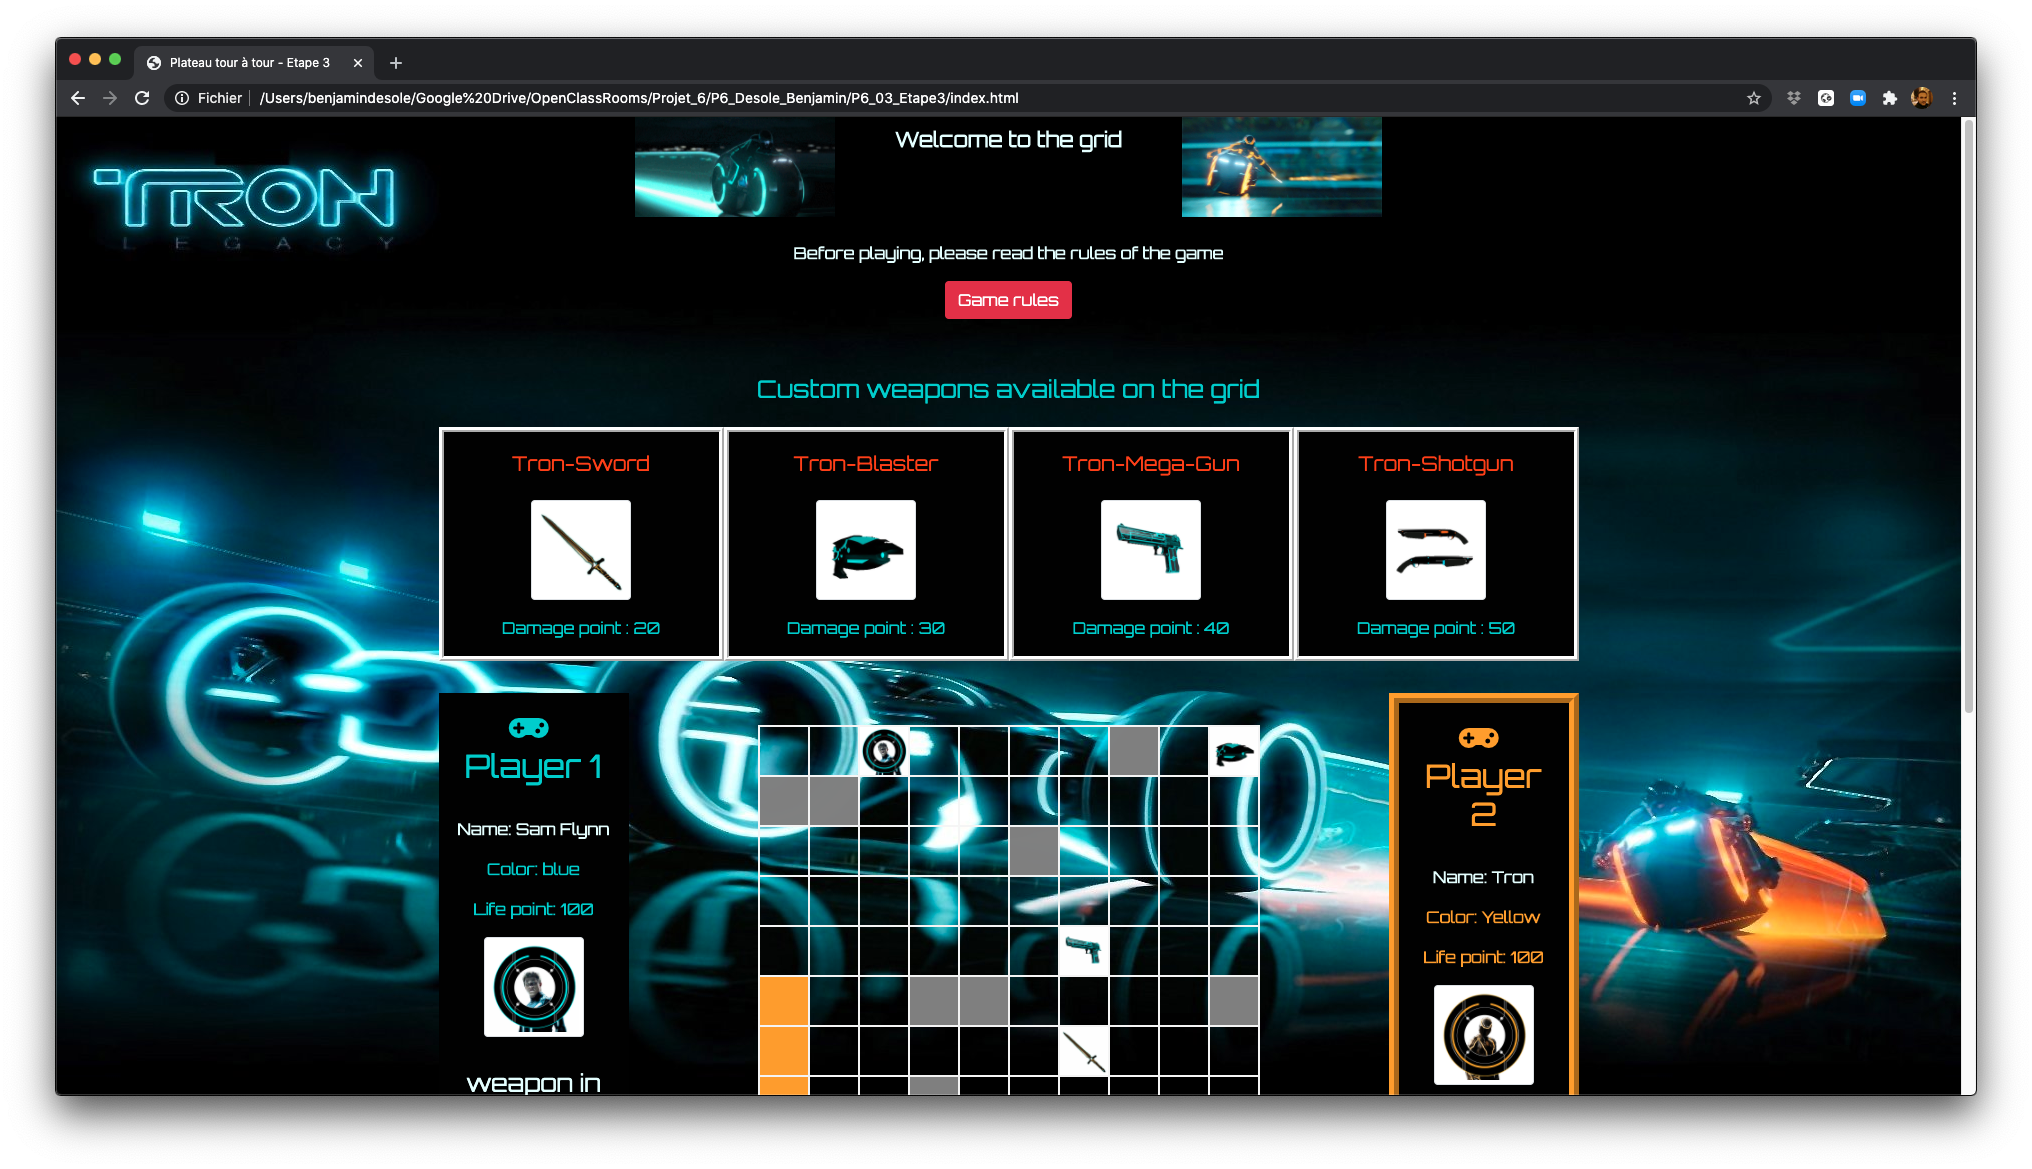 Plateau tour à tour - Etape 3
Fichier /Users/benjamindesole/Google%20Drive/OpenClassRooms/Projet_6/P6_Desole_Benjamin/P6_03_Etape3/index.html
TRON
LEGACY
Welcome to the grid
Before playing, please read the rules of the game
Game rules
Custom weapons available on the grid
Tron-Sword
Damage point : 20
Tron-Blaster
Damage point : 30
Tron-Mega-Gun
Damage point : 40
Tron-Shotgun
Damage point : 50
Player 1
Name: Sam Flynn
Color: blue
Life point: 100
weapon in
Player
2
Name: Tron
Color: Yellow
Life point: 100